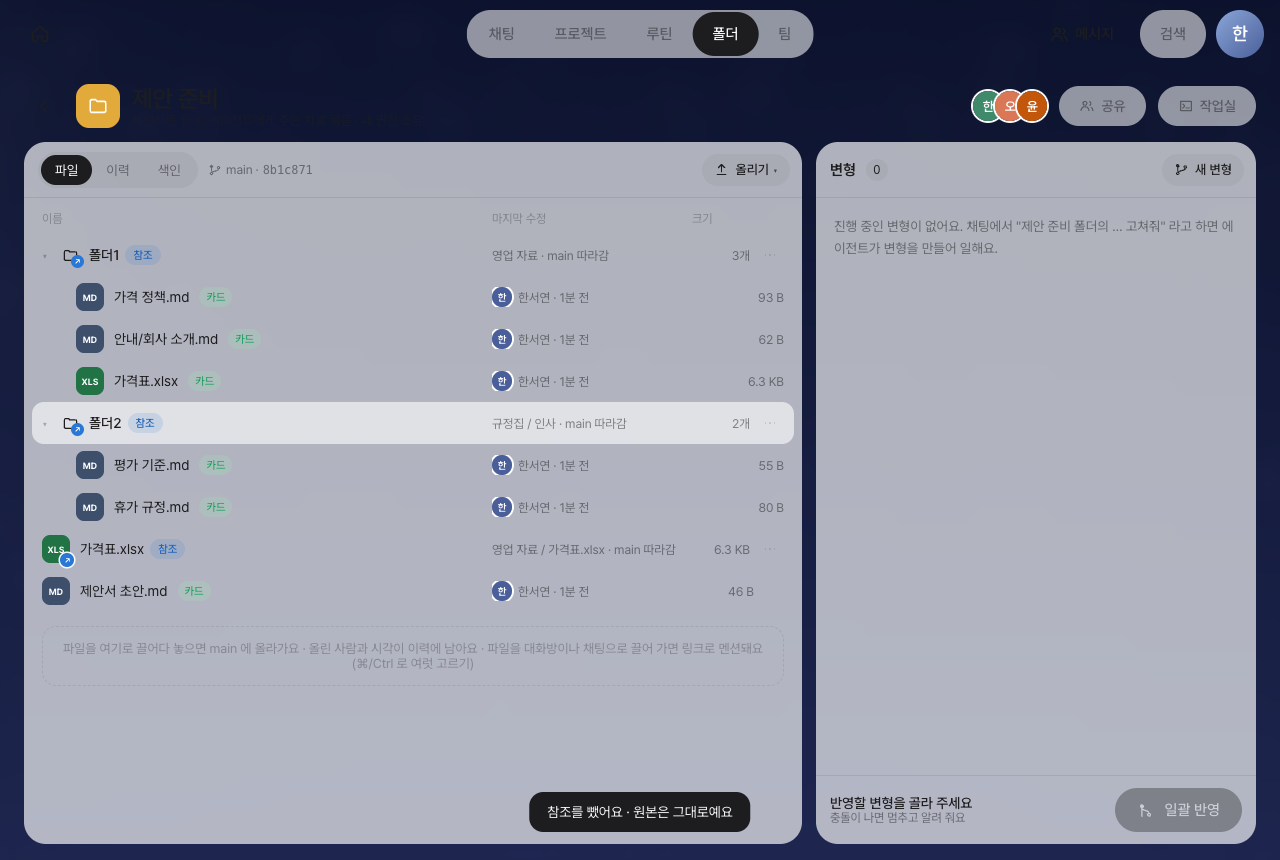 채팅
프로젝트
루틴
폴더
팀
메시지
검색
한
제안 준비
한
오
윤
공유
작업실
파일
이력
색인
main · 8b1c871
올리기
변형
0
새 변형
이름
마지막 수정
크기
진행 중인 변형이 없어요. 채팅에서 "제안 준비 폴더의 … 고쳐줘" 라고 하면 에
이전트가 변형을 만들어 일해요.
폴더1
참조
영업 자료 · main 따라감
3개
···
MD
가격 정책.md
카드
한
한서연 · 1분 전
93 B
MD
안내/회사 소개.md
카드
한
한서연 · 1분 전
62 B
XLS
가격표.xlsx
카드
한
한서연 · 1분 전
6.3 KB
폴더2
참조
규정집 / 인사 · main 따라감
2개
···
MD
평가 기준.md
카드
한
한서연 · 1분 전
55 B
MD
휴가 규정.md
카드
한
한서연 · 1분 전
80 B
XLS
가격표.xlsx
참조
영업 자료 / 가격표.xlsx · main 따라감
6.3 KB
···
MD
제안서 초안.md
카드
한
한서연 · 1분 전
46 B
파일을 여기로 끌어다 놓으면 main 에 올라가요 · 올린 사람과 시각이 이력에 남아요 · 파일을 대화방이나 채팅으로 끌어 가면 링크로 멘션돼요
(⌘/Ctrl 로 여럿 고르기)
참조를 뺐어요 · 원본은 그대로예요
반영할 변형을 골라 주세요
충돌이 나면 멈추고 알려 줘요
일괄 반영